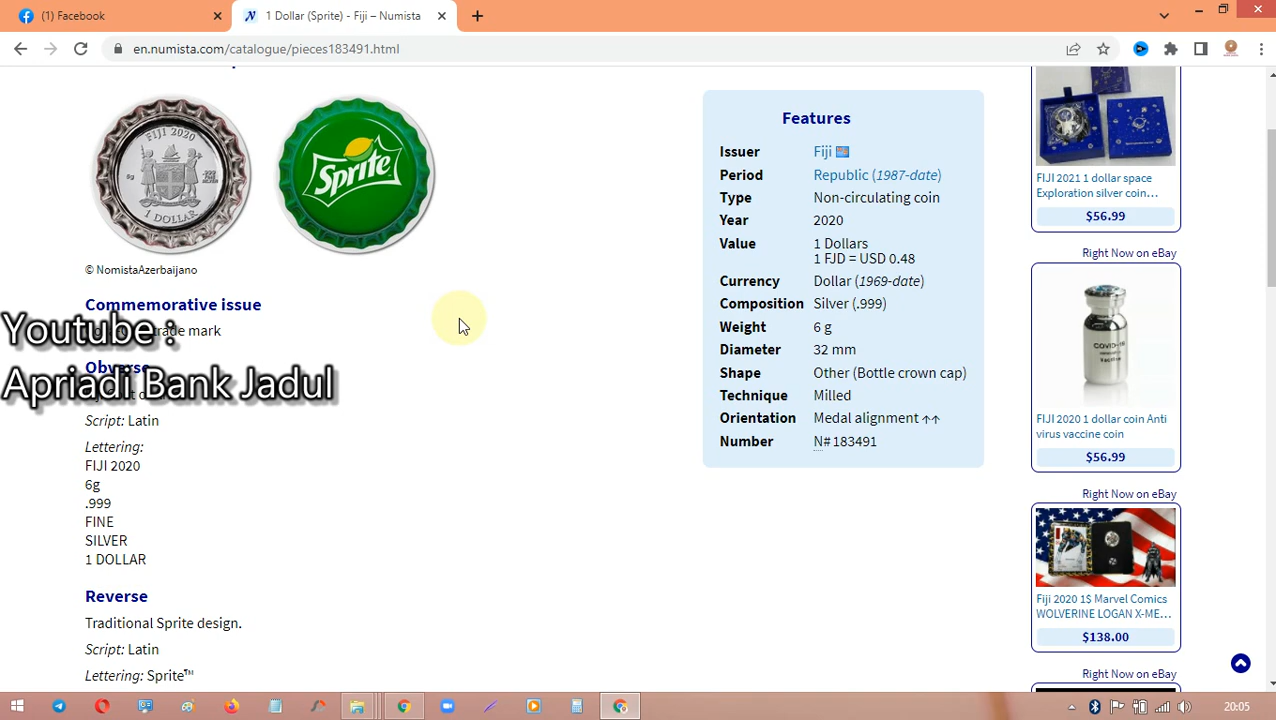 (1) Facebook
1 Dollar (Sprite) - Fiji – Numista
en.numista.com/catalogue/pieces183491.html
FIJI 2020
6g
1 DOLLAR
Sprite
© NomistaAzerbaijano
Commemorative issue
trade mark
Youtube :
Obverse
Apriadi Bank Jadul
Script: Latin
Lettering:
FIJI 2020
6g
.999
FINE
SILVER
1 DOLLAR
Reverse
Traditional Sprite design.
Script: Latin
Lettering: Sprite™
Features
Issuer Fiji
Period Republic (1987-date)
Type Non-circulating coin
Year 2020
Value 1 Dollars
1 FJD = USD 0.48
Currency Dollar (1969-date)
Composition Silver (.999)
Weight 6 g
Diameter 32 mm
Shape Other (Bottle crown cap)
Technique Milled
Orientation Medal alignment ↑↑
Number N# 183491
FIJI 2021 1 dollar space
Exploration silver coin…
$56.99
Right Now on eBay
COVID-19
FIJI 2020 1 dollar coin Anti
virus vaccine coin
$56.99
Right Now on eBay
Fiji 2020 1$ Marvel Comics
WOLVERINE LOGAN X-ME…
$138.00
Right Now on eBay
20:05